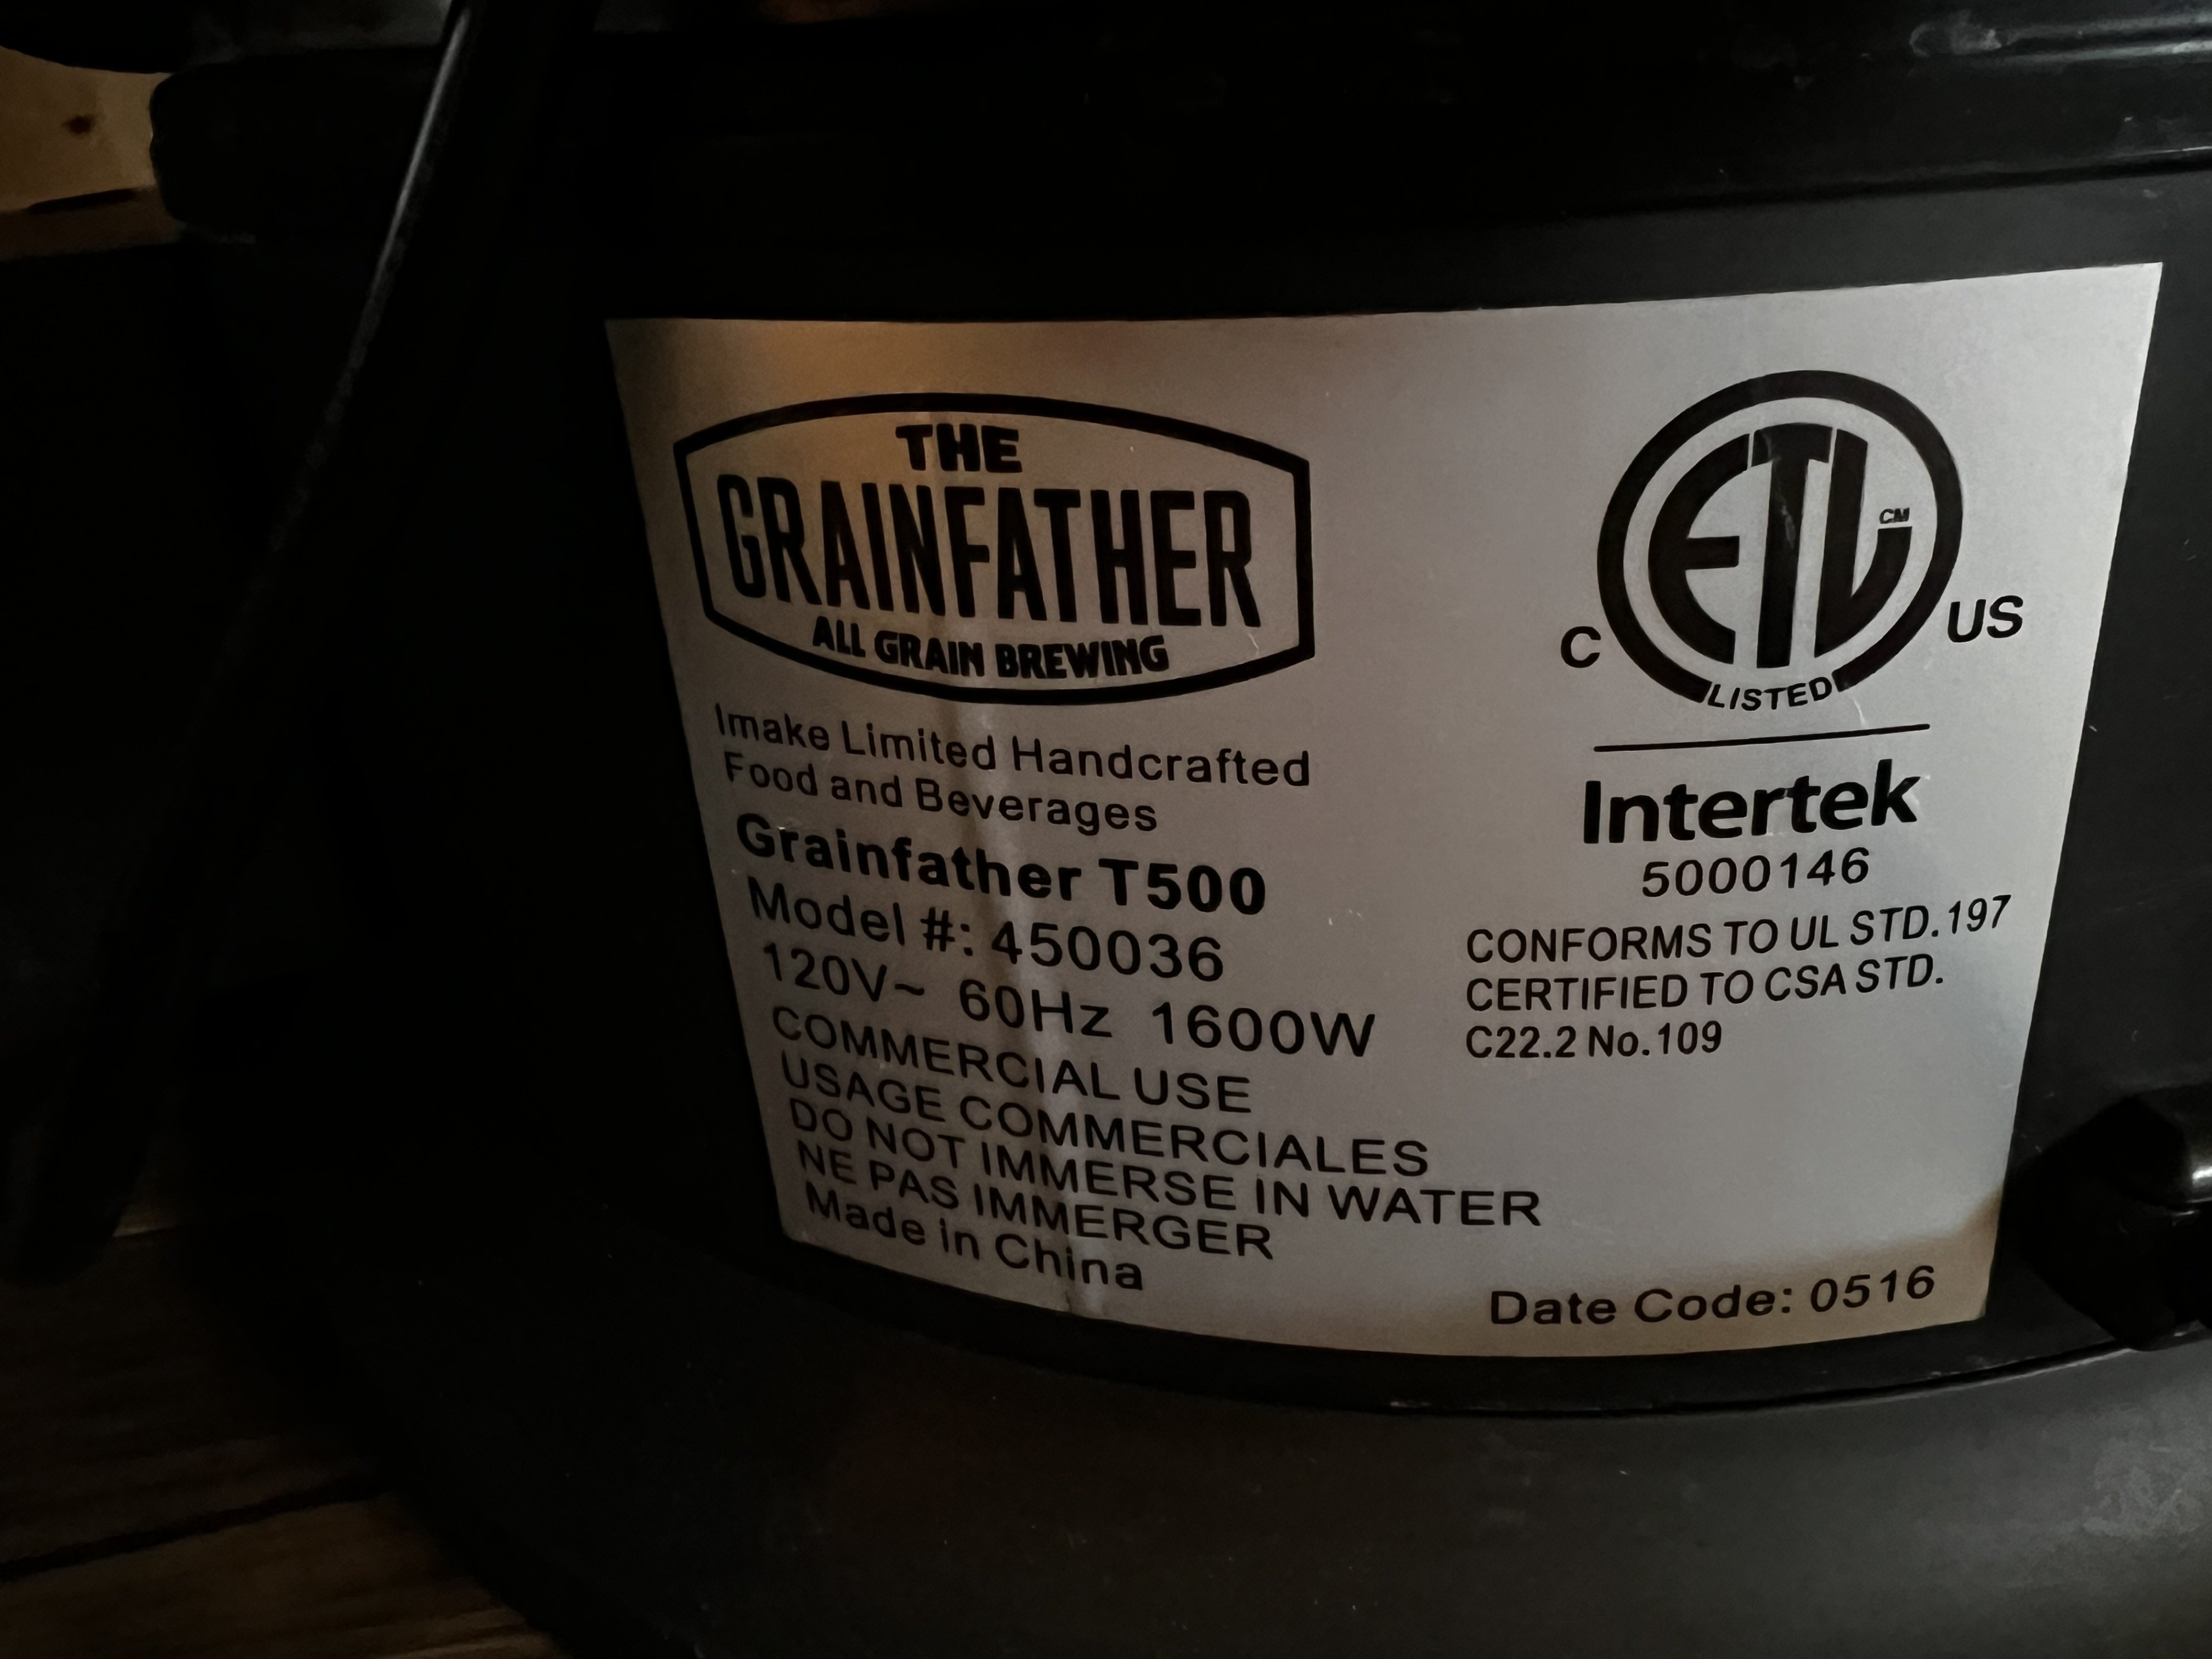 THE
GRAINFATHER
ALL GRAIN BREWING
Imake Limited Handcrafted
Food and Beverages
Grainfather T500
Model #: 450036
120V~ 60Hz 1600W
COMMERCIAL USE
USAGE COMMERCIALES
DO NOT IMMERSE IN WATER
NE PAS IMMERGER
Made in China
ETL CM
C US
LISTED
Intertek
5000146
CONFORMS TO UL STD.197
CERTIFIED TO CSA STD.
C22.2 No.109
Date Code: 0516